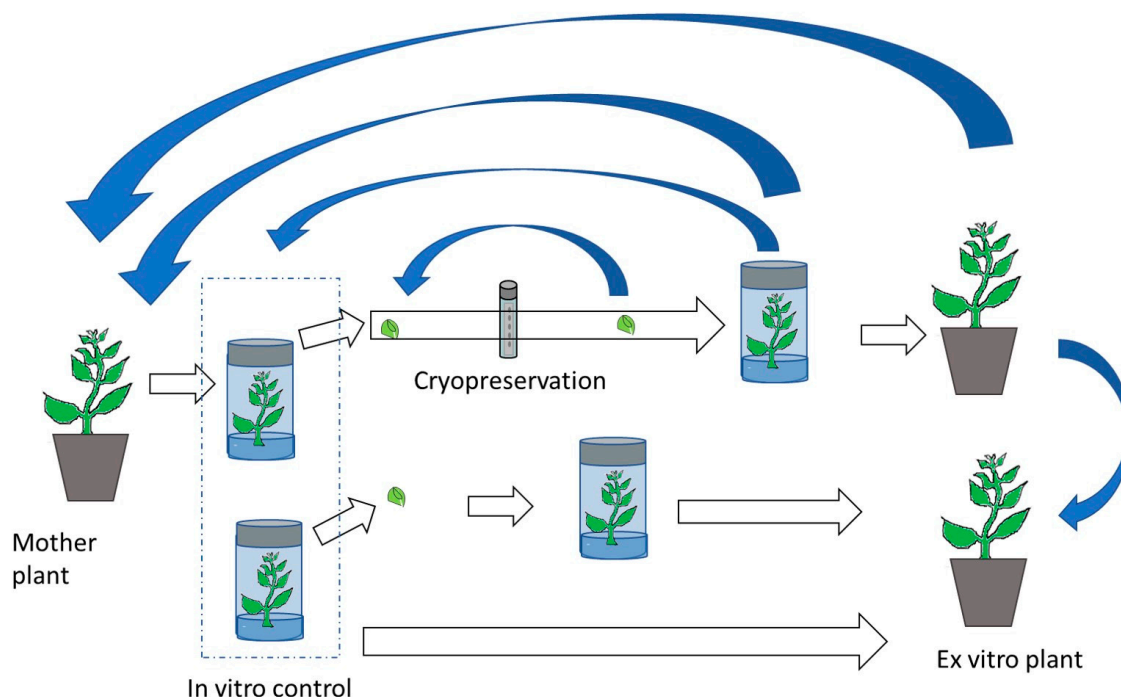 Cryopreservation
Mother
plant
Ex vitro plant
In vitro control